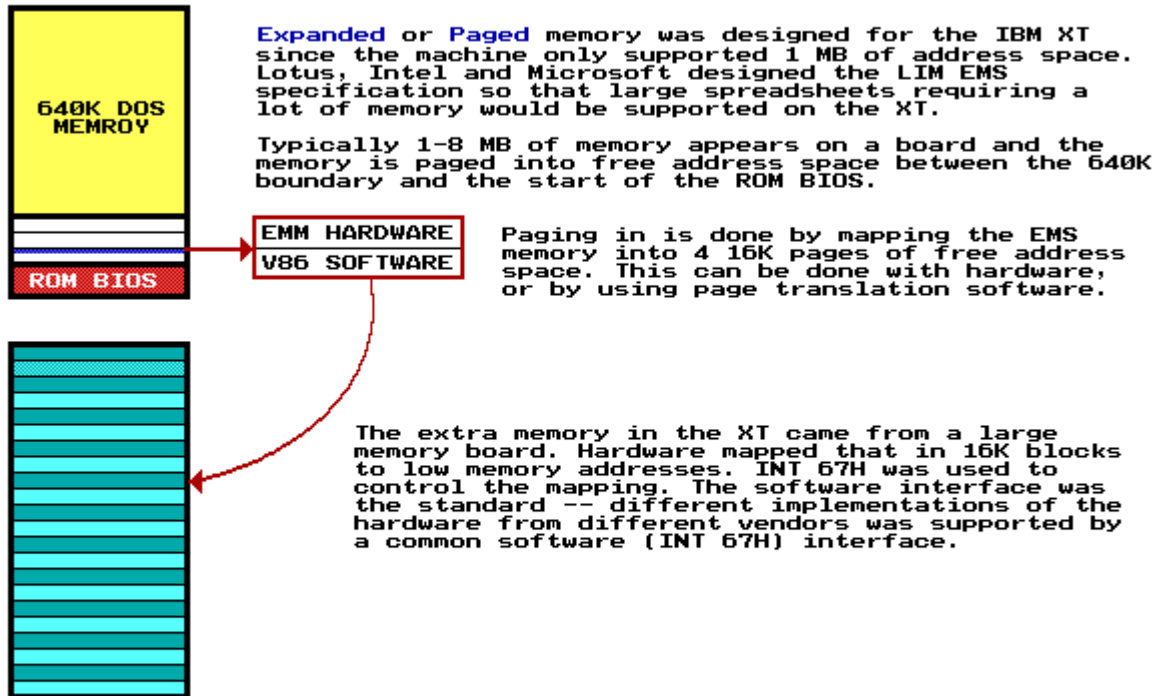 Expanded or Paged memory was designed for the IBM XT
since the machine only supported 1 MB of address space.
Lotus, Intel and Microsoft designed the LIM EMS
specification so that large spreadsheets requiring a
lot of memory would be supported on the XT.
640K DOS
MEMROY
Typically 1-8 MB of memory appears on a board and the
memory is paged into free address space between the 640K
boundary and the start of the ROM BIOS.
EMM HARDWARE
V86 SOFTWARE
ROM BIOS
Paging in is done by mapping the EMS
memory into 4 16K pages of free address
space. This can be done with hardware,
or by using page translation software.
The extra memory in the XT came from a large
memory board. Hardware mapped that in 16K blocks
to low memory addresses. INT 67H was used to
control the mapping. The software interface was
the standard -- different implementations of the
hardware from different vendors was supported by
a common software (INT 67H) interface.